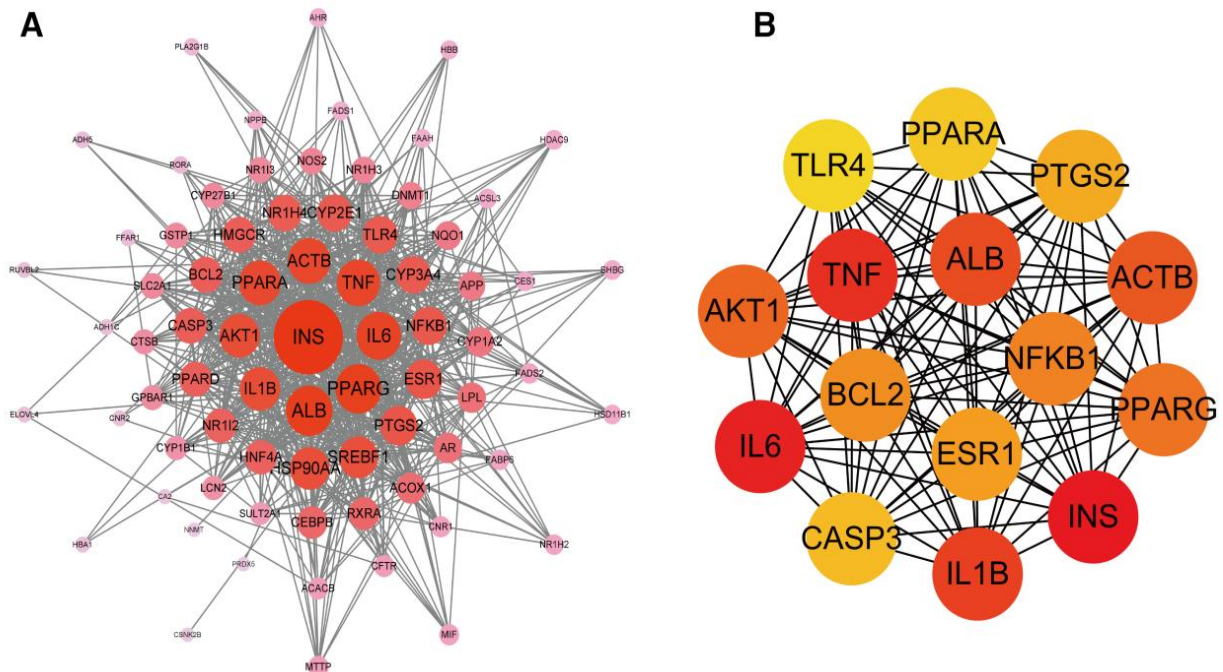 A
B
AHR
PLA2G1B
HBB
NPPB
FADS1
FAAH
HDAC9
ADH5
RORA
NR1I3
NOS2
NR1H3
DNMT1
ACSL3
CYP27B1
NR1H4
CYP2E1
TLR4
NQO1
FFAR1
GSTP1
HMGCR
ACTB
RUVBL2
SLC2A1
BCL2
PPARA
TNF
CYP3A4
APP
CES1
SHBG
ADH1C
CTSB
CASP3
AKT1
INS
IL6
NFKB1
CYP1A2
FADS2
ELOVL4
CNR2
GPBAR1
PPARD
IL1B
PPARG
ESR1
LPL
HSD11B1
CYP1B1
NR1I2
ALB
PTGS2
AR
HNF4A
HSP90AA
SREBF1
CA2
LCN2
ACOX1
NNMT
SULT2A1
CEBPB
RXRA
CNR1
HBA1
NR1H2
PRDX5
ACACB
CFTR
CSNK2B
MIF
MTTP
PPARA
TLR4
PTGS2
TNF
ALB
ACTB
AKT1
NFKB1
BCL2
PPARG
IL6
ESR1
INS
CASP3
IL1B